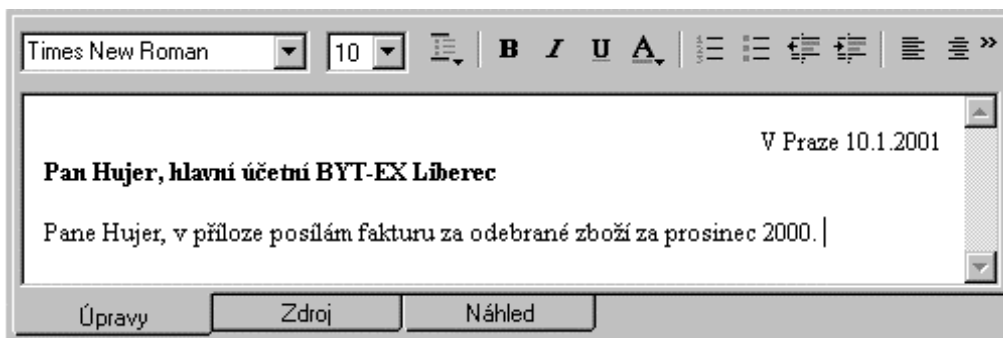 Times New Roman 10 B I U A »
V Praze 10.1.2001
Pan Hujer, hlavní účetní BYT-EX Liberec
Pane Hujer, v příloze posílám fakturu za odebrané zboží za prosinec 2000.
Úpravy Zdroj Náhled